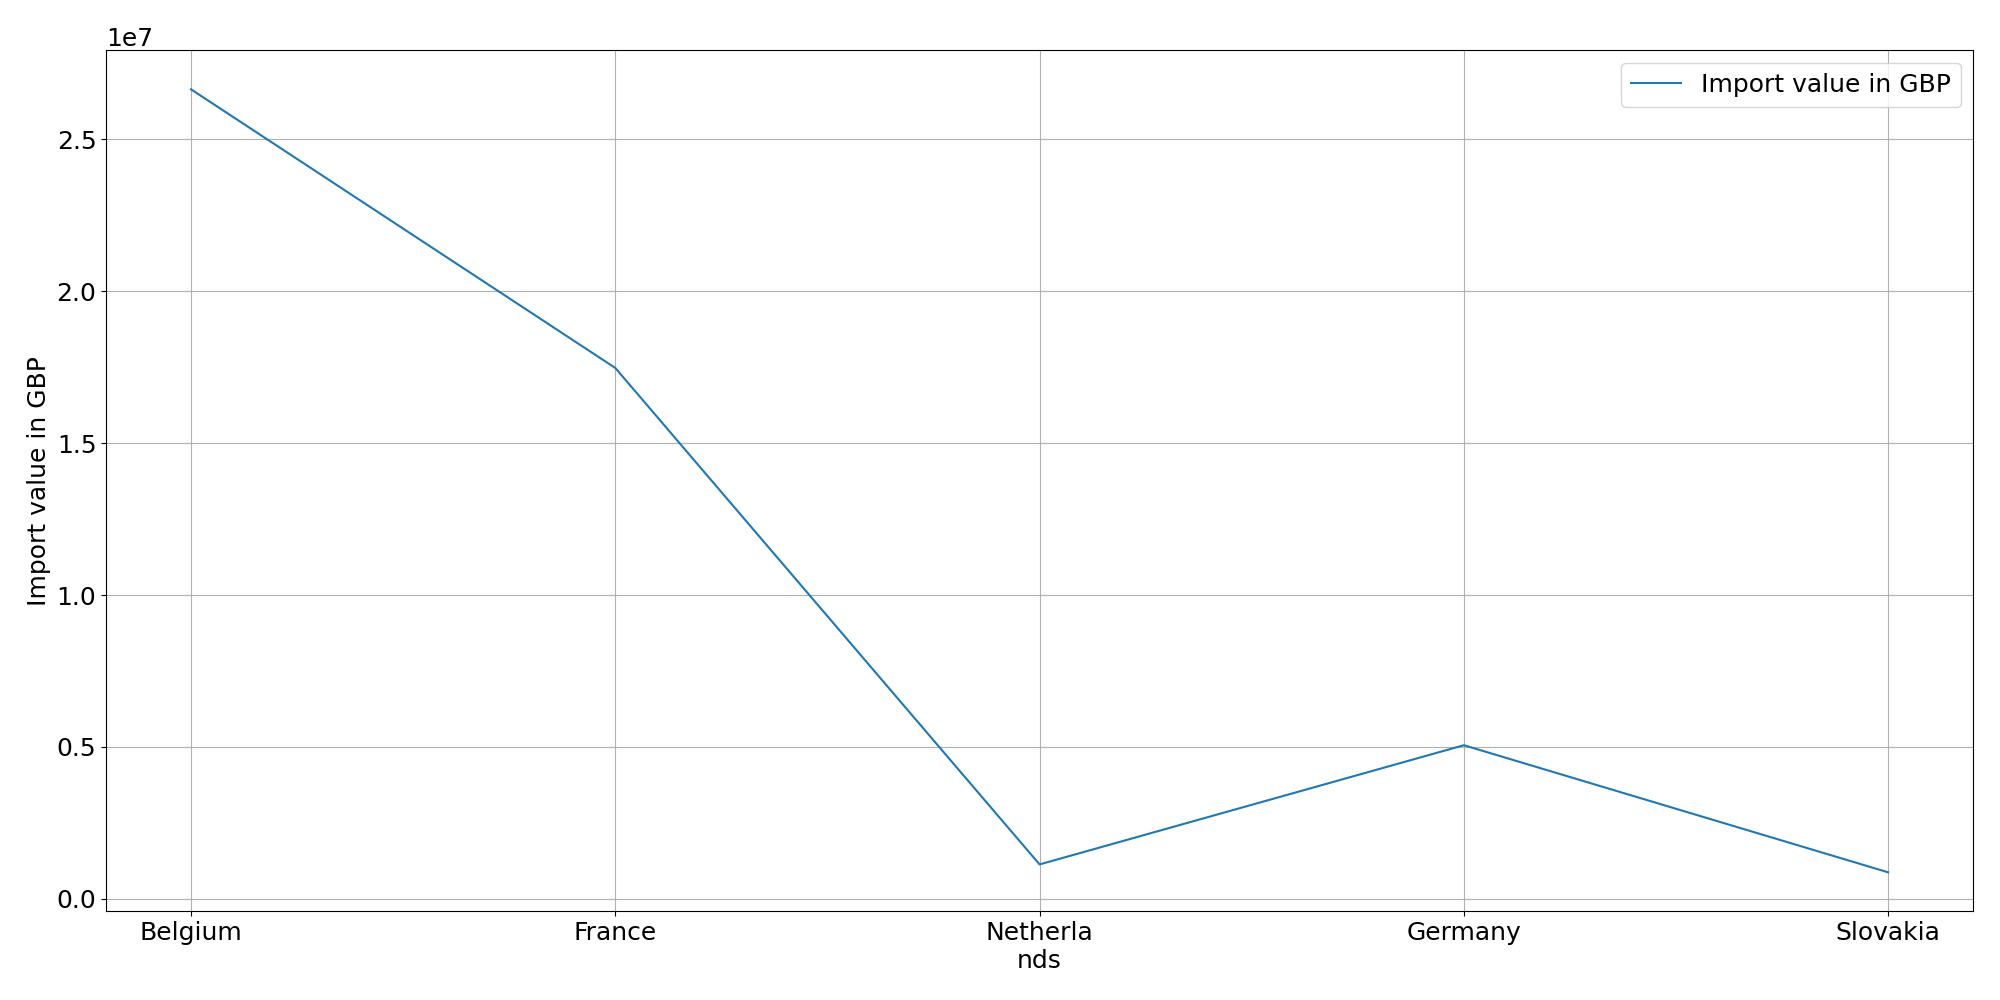 1e7
Import value in GBP
2.5
2.0
1.5
1.0
0.5
0.0
Import value in GBP
Belgium
France
Netherla
nds
Germany
Slovakia